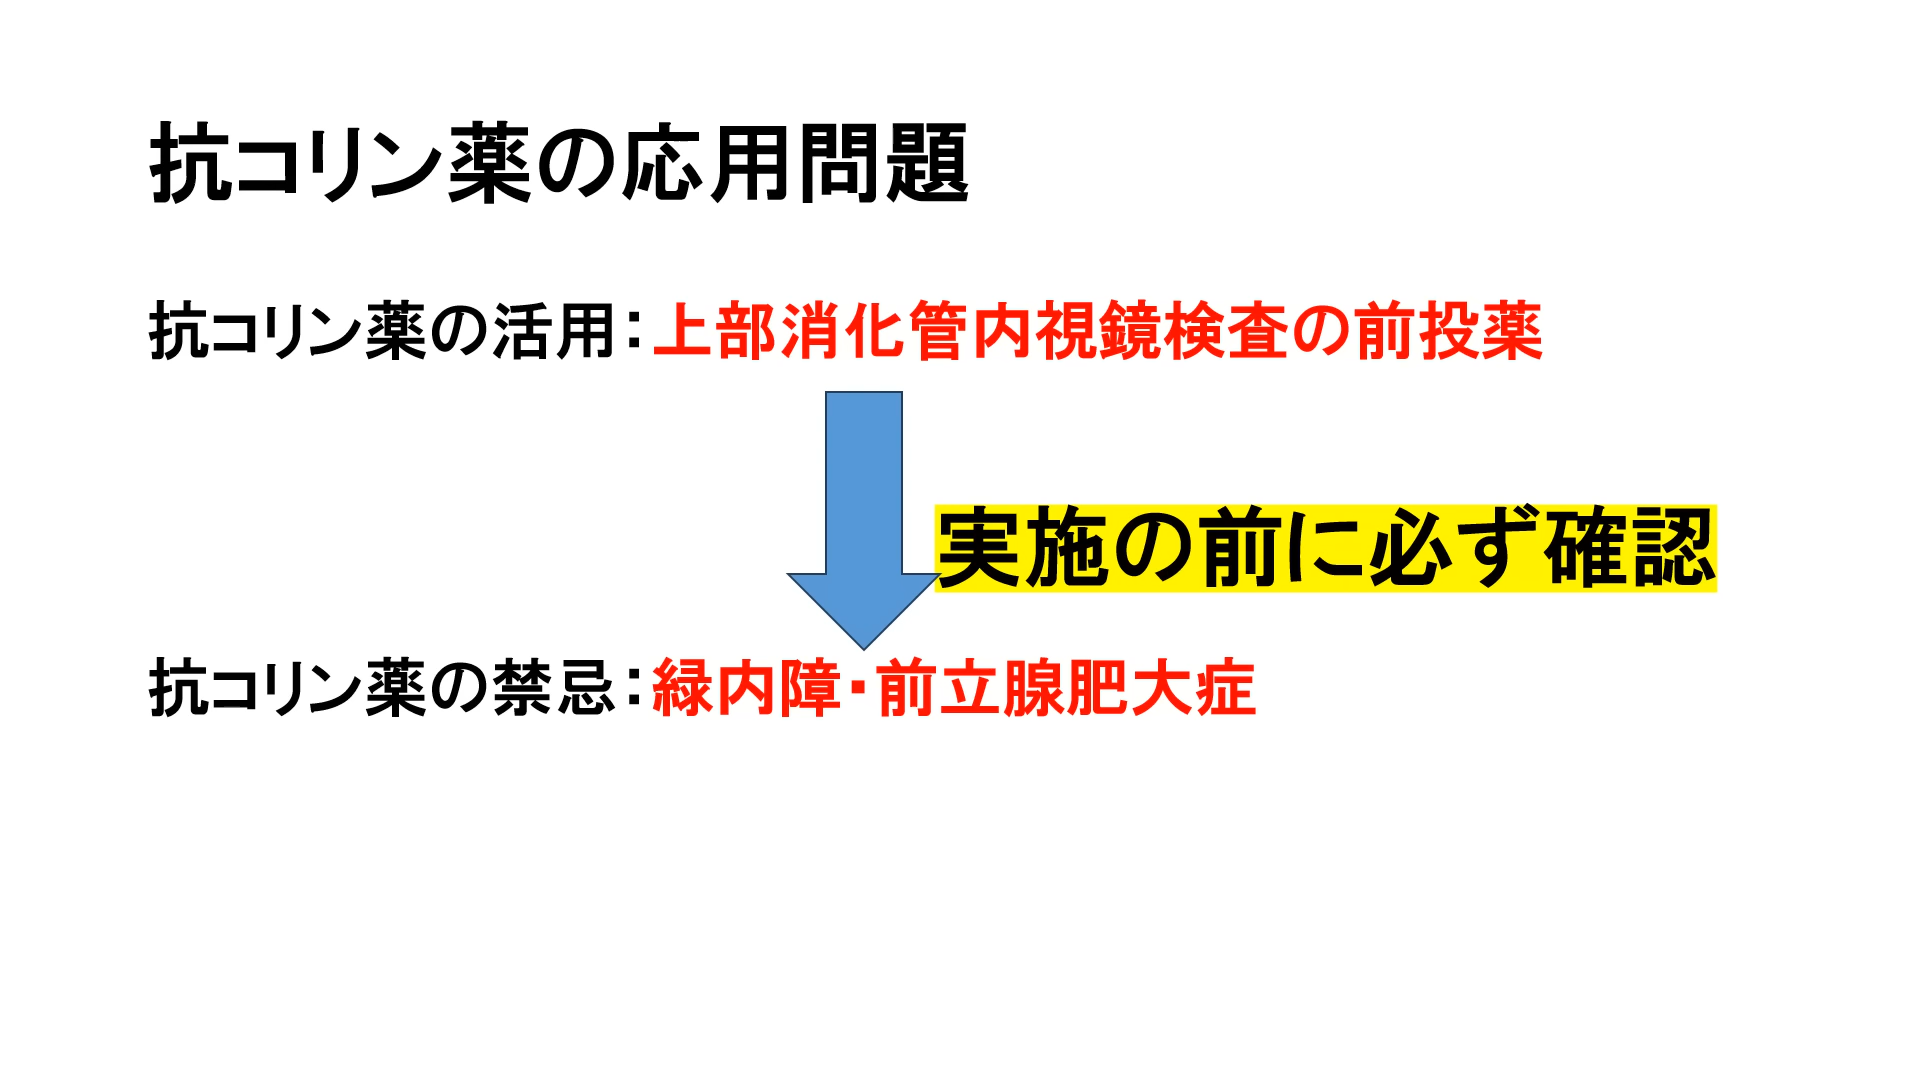 抗コリン薬の応用問題
抗コリン薬の活用：上部消化管内視鏡検査の前投薬
実施の前に必ず確認
抗コリン薬の禁忌：緑内障・前立腺肥大症